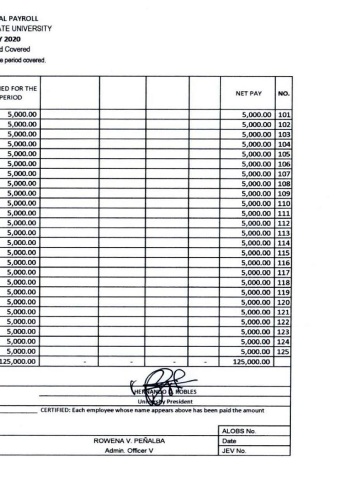 AL PAYROLL
ATE UNIVERSITY
Y 2020
d Covered
e period covered.
ED FOR THE PERIOD NET PAY NO.
5,000.00 5,000.00 101
5,000.00 5,000.00 102
5,000.00 5,000.00 103
5,000.00 5,000.00 104
5,000.00 5,000.00 105
5,000.00 5,000.00 106
5,000.00 5,000.00 107
5,000.00 5,000.00 108
5,000.00 5,000.00 109
5,000.00 5,000.00 110
5,000.00 5,000.00 111
5,000.00 5,000.00 112
5,000.00 5,000.00 113
5,000.00 5,000.00 114
5,000.00 5,000.00 115
5,000.00 5,000.00 116
5,000.00 5,000.00 117
5,000.00 5,000.00 118
5,000.00 5,000.00 119
5,000.00 5,000.00 120
5,000.00 5,000.00 121
5,000.00 5,000.00 122
5,000.00 5,000.00 123
5,000.00 5,000.00 124
5,000.00 5,000.00 125
125,000.00 - - - - 125,000.00
HERNANDO D. ROBLES
University President
CERTIFIED: Each employee whose name appears above has been paid the amount
ALOBS No.
ROWENA V. PEÑALBA Date
Admin. Officer V JEV No.